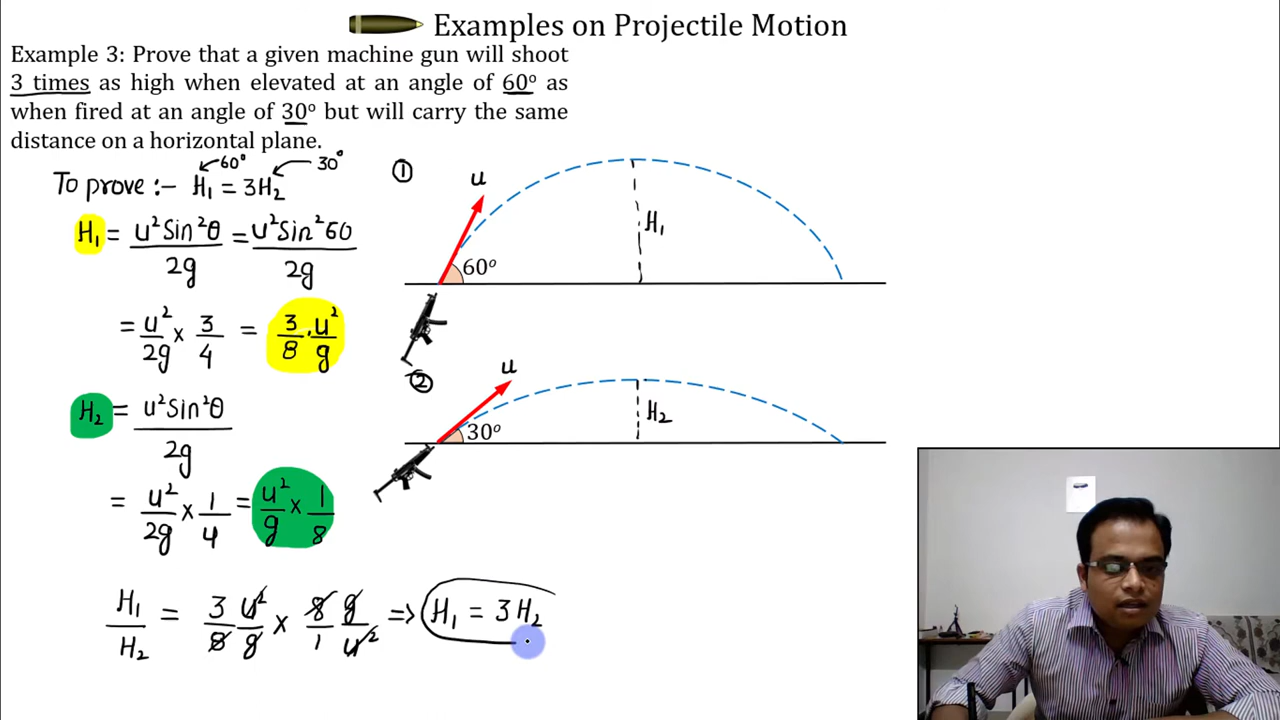 Examples on Projectile Motion
Example 3: Prove that a given machine gun will shoot
3 times as high when elevated at an angle of 60° as
when fired at an angle of 30° but will carry the same
distance on a horizontal plane.
60° 30°
To prove :- H₁ = 3H₂
H₁ = u²Sin²θ/2g = u²Sin²60/2g
= u²/2g × 3/4 = 3/8 · u²/g
H₂ = u²Sin²θ/2g
= u²/2g × 1/4 = u²/g × 1/8
H₁/H₂ = 3/8 u²/g × 8/1 g/u² => H₁ = 3H₂
①
u
H₁
60°
②
u
H₂
30°